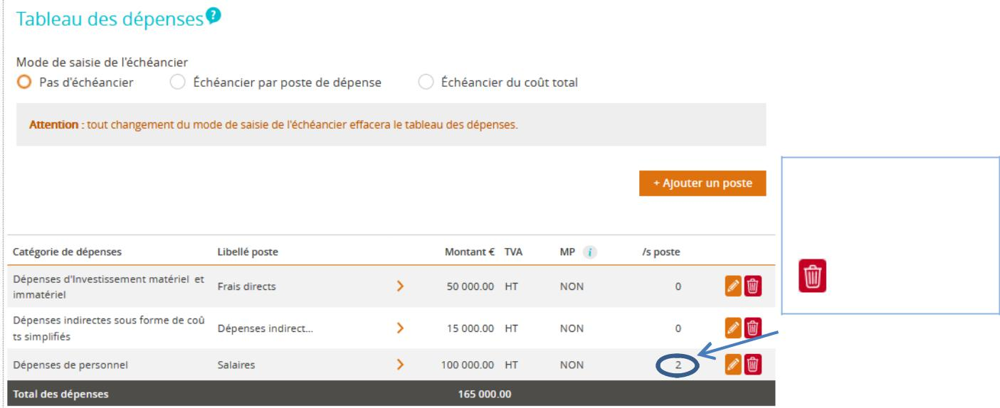 Tableau des dépenses ?
Mode de saisie de l'échéancier
Pas d'échéancier Échéancier par poste de dépense Échéancier du coût total
Attention : tout changement du mode de saisie de l'échéancier effacera le tableau des dépenses.
+ Ajouter un poste
Catégorie de dépenses Libellé poste Montant € TVA MP i /s poste
Dépenses d'Investissement matériel et
immatériel Frais directs > 50 000.00 HT NON 0
Dépenses indirectes sous forme de coû
ts simplifiés Dépenses indirect... > 15 000.00 HT NON 0
Dépenses de personnel Salaires > 100 000.00 HT NON 2
Total des dépenses 165 000.00